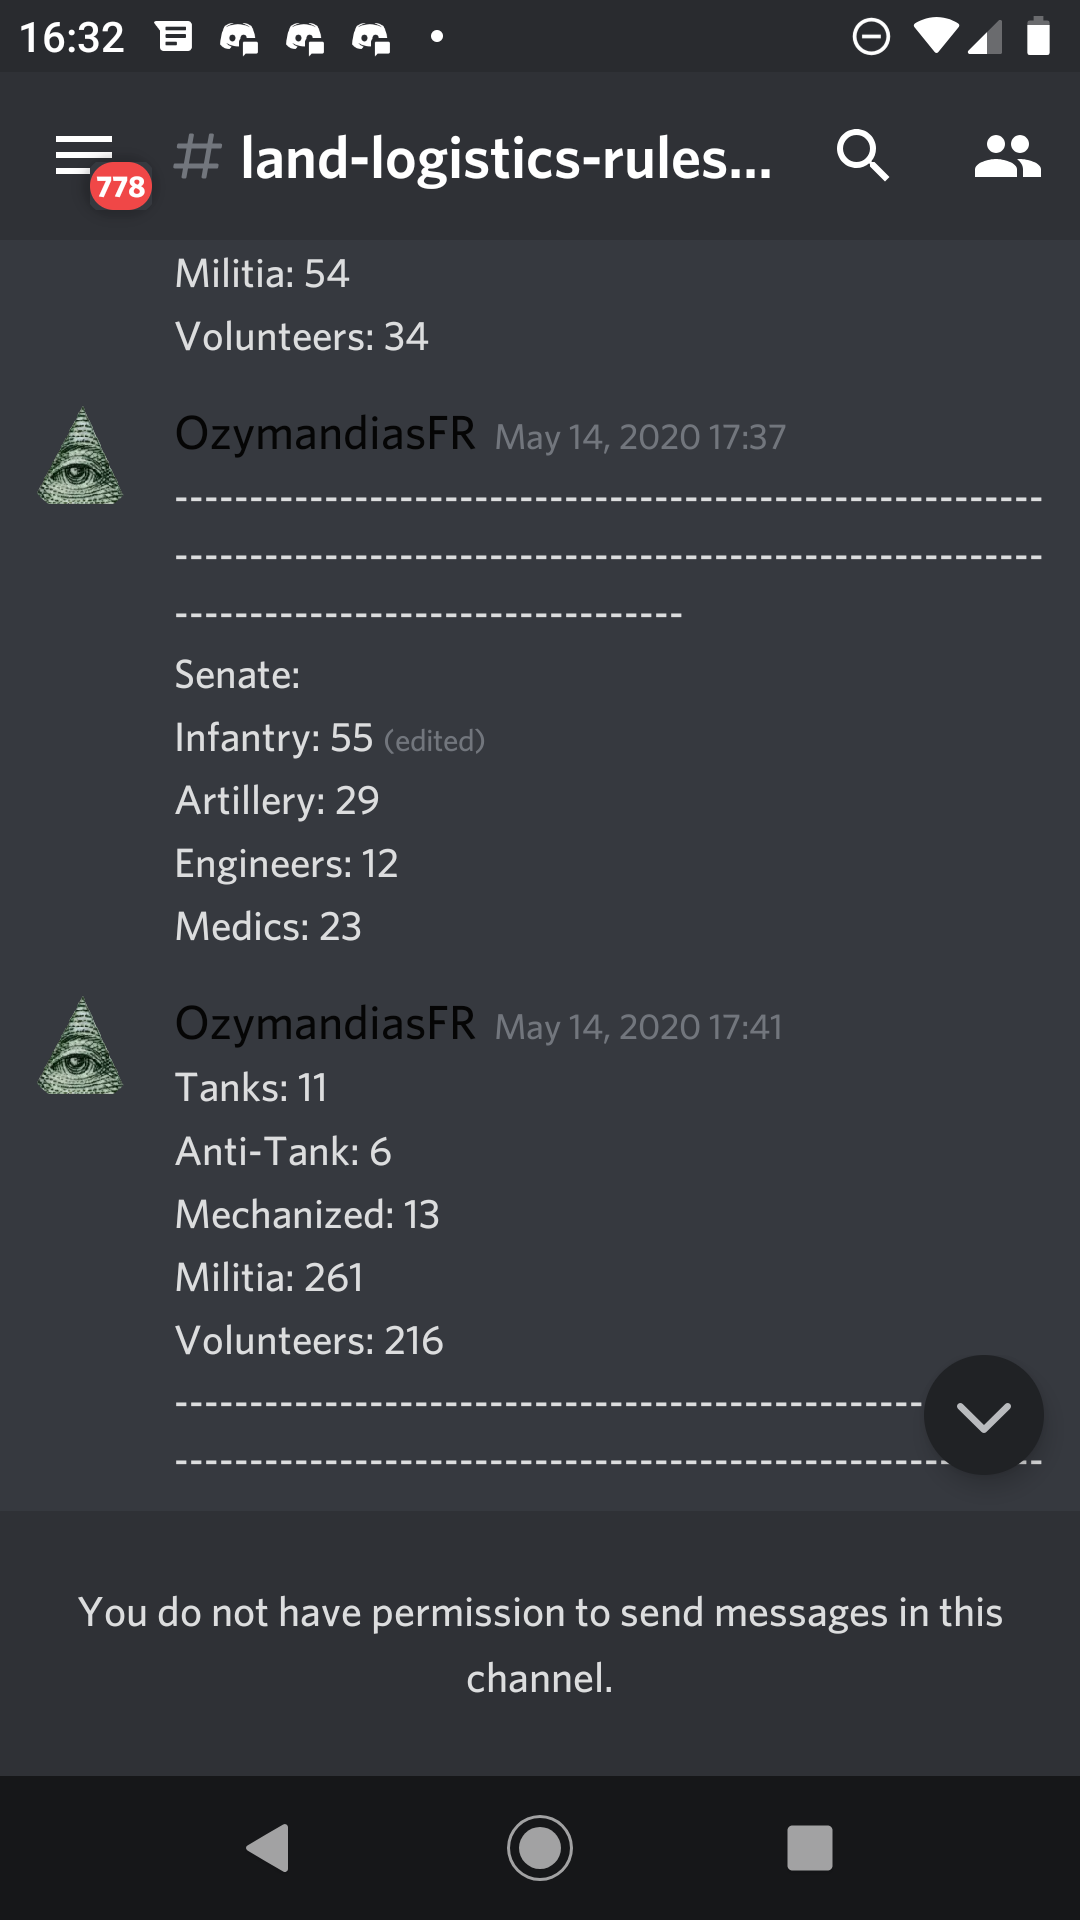 16:32
778
# land-logistics-rules...
Militia: 54
Volunteers: 34
OzymandiasFR May 14, 2020 17:37
----------------------------------------------------------
----------------------------------------------------------
----------------------------------
Senate:
Infantry: 55 (edited)
Artillery: 29
Engineers: 12
Medics: 23
OzymandiasFR May 14, 2020 17:41
Tanks: 11
Anti-Tank: 6
Mechanized: 13
Militia: 261
Volunteers: 216
--------------------------------------------------
----------------------------------------------------------
You do not have permission to send messages in this
channel.